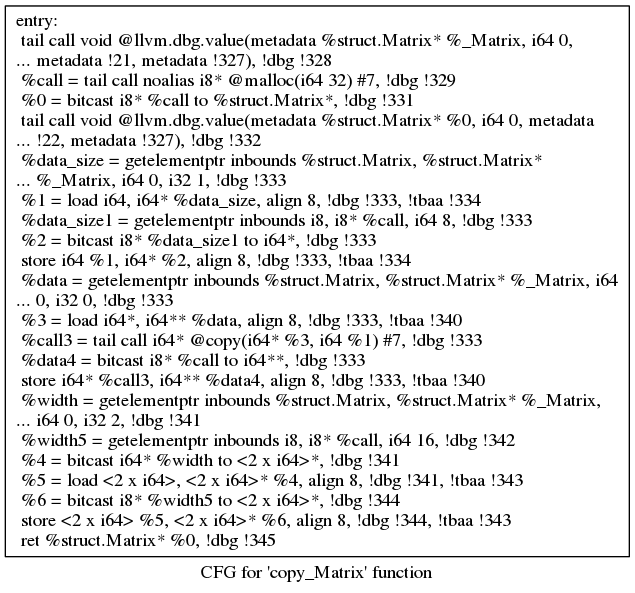 entry:
tail call void @llvm.dbg.value(metadata %struct.Matrix* %_Matrix, i64 0,
... metadata !21, metadata !327), !dbg !328
%call = tail call noalias i8* @malloc(i64 32) #7, !dbg !329
%0 = bitcast i8* %call to %struct.Matrix*, !dbg !331
tail call void @llvm.dbg.value(metadata %struct.Matrix* %0, i64 0, metadata
... !22, metadata !327), !dbg !332
%data_size = getelementptr inbounds %struct.Matrix, %struct.Matrix*
... %_Matrix, i64 0, i32 1, !dbg !333
%1 = load i64, i64* %data_size, align 8, !dbg !333, !tbaa !334
%data_size1 = getelementptr inbounds i8, i8* %call, i64 8, !dbg !333
%2 = bitcast i8* %data_size1 to i64*, !dbg !333
store i64 %1, i64* %2, align 8, !dbg !333, !tbaa !334
%data = getelementptr inbounds %struct.Matrix, %struct.Matrix* %_Matrix, i64
... 0, i32 0, !dbg !333
%3 = load i64*, i64** %data, align 8, !dbg !333, !tbaa !340
%call3 = tail call i64* @copy(i64* %3, i64 %1) #7, !dbg !333
%data4 = bitcast i8* %call to i64**, !dbg !333
store i64* %call3, i64** %data4, align 8, !dbg !333, !tbaa !340
%width = getelementptr inbounds %struct.Matrix, %struct.Matrix* %_Matrix,
... i64 0, i32 2, !dbg !341
%width5 = getelementptr inbounds i8, i8* %call, i64 16, !dbg !342
%4 = bitcast i64* %width to <2 x i64>*, !dbg !341
%5 = load <2 x i64>, <2 x i64>* %4, align 8, !dbg !341, !tbaa !343
%6 = bitcast i8* %width5 to <2 x i64>*, !dbg !344
store <2 x i64> %5, <2 x i64>* %6, align 8, !dbg !344, !tbaa !343
ret %struct.Matrix* %0, !dbg !345
CFG for 'copy_Matrix' function